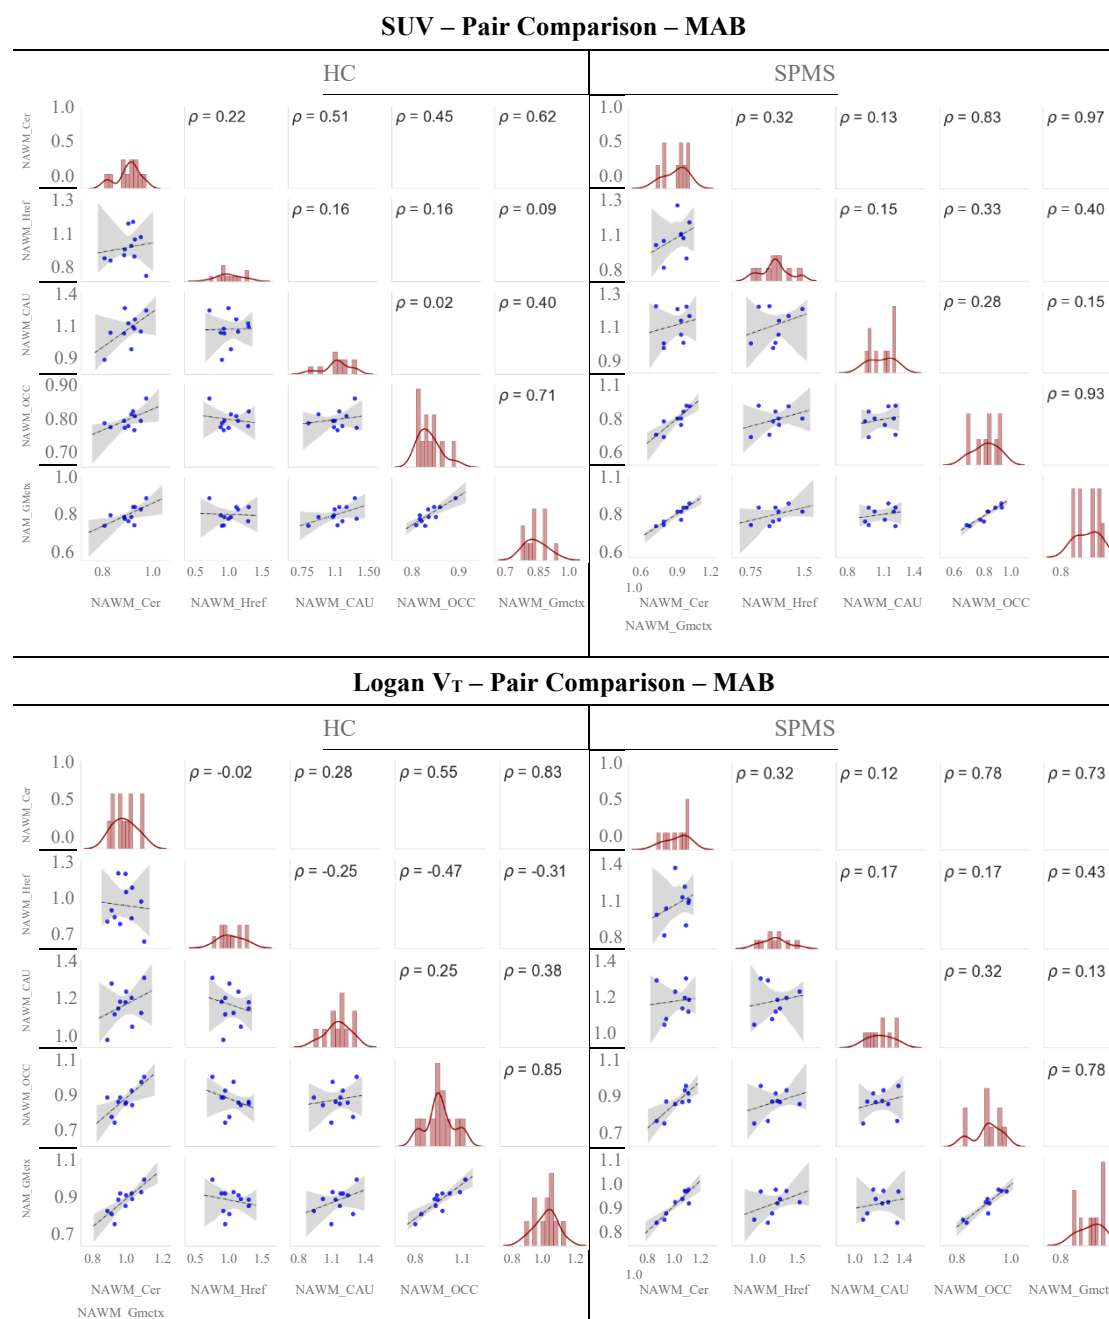 SUV – Pair Comparison – MAB
HC SPMS
NAWM_Cer 1.0 0.5 0.0 ρ = 0.22 ρ = 0.51 ρ = 0.45 ρ = 0.62 1.0 0.5 0.0 ρ = 0.32 ρ = 0.13 ρ = 0.83 ρ = 0.97
NAWM_Href 1.3 1.1 0.8 ρ = 0.16 ρ = 0.16 ρ = 0.09 1.3 1.1 0.8 ρ = 0.15 ρ = 0.33 ρ = 0.40
NAWM_CAU 1.4 1.1 0.9 ρ = 0.02 ρ = 0.40 1.3 1.1 0.9 ρ = 0.28 ρ = 0.15
NAWM_OCC 0.90 0.80 0.70 ρ = 0.71 1.1 0.8 0.6 ρ = 0.93
NAM_GMctx 1.0 0.8 0.6 1.1 0.8 0.6
0.8 1.0 0.5 1.0 1.5 0.75 1.1 1.50 0.8 0.9 0.7 0.85 1.0 0.6 0.9 1.2 0.75 1.5 0.8 1.1 1.4 0.6 0.8 1.0 0.8
1.0
NAWM_Cer NAWM_Href NAWM_CAU NAWM_OCC NAWM_Gmctx NAWM_Cer NAWM_Href NAWM_CAU NAWM_OCC
NAWM_Gmctx
Logan VT – Pair Comparison – MAB
HC SPMS
NAWM_Cer 1.0 0.5 0.0 ρ = -0.02 ρ = 0.28 ρ = 0.55 ρ = 0.83 1.0 0.5 0.0 ρ = 0.32 ρ = 0.12 ρ = 0.78 ρ = 0.73
NAWM_Href 1.3 1.0 0.7 ρ = -0.25 ρ = -0.47 ρ = -0.31 1.4 1.1 0.8 ρ = 0.17 ρ = 0.17 ρ = 0.43
NAWM_CAU 1.4 1.2 1.0 ρ = 0.25 ρ = 0.38 1.4 1.2 1.0 ρ = 0.32 ρ = 0.13
NAWM_OCC 1.1 0.9 0.7 ρ = 0.85 1.1 0.9 0.7 ρ = 0.78
NAM_GMctx 1.1 0.9 0.7 1.1 1.0 0.9 0.8
0.8 1.0 1.2 1.0 1.5 1.0 1.2 1.4 0.8 1.1 0.8 1.0 1.2 0.8 1.0 1.2 1.0 1.5 1.0 1.2 1.4 0.8 1.0 0.8
1.0
NAWM_Cer NAWM_Href NAWM_CAU NAWM_OCC NAWM_Cer NAWM_Href NAWM_CAU NAWM_OCC NAWM_Gmct
NAWM_Gmctx